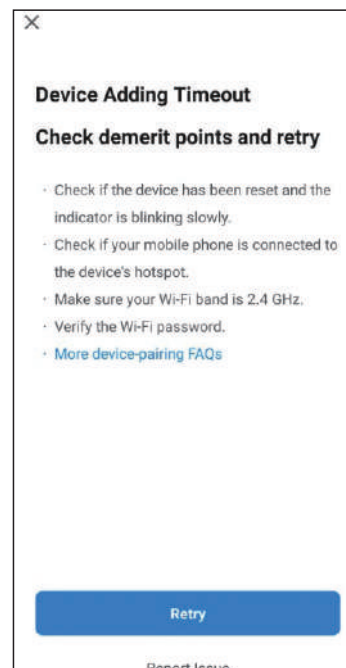 Device Adding Timeout
Check demerit points and retry
· Check if the device has been reset and the
indicator is blinking slowly.
· Check if your mobile phone is connected to
the device's hotspot.
· Make sure your Wi-Fi band is 2.4 GHz.
· Verify the Wi-Fi password.
· More device-pairing FAQs
Retry
Report Issue